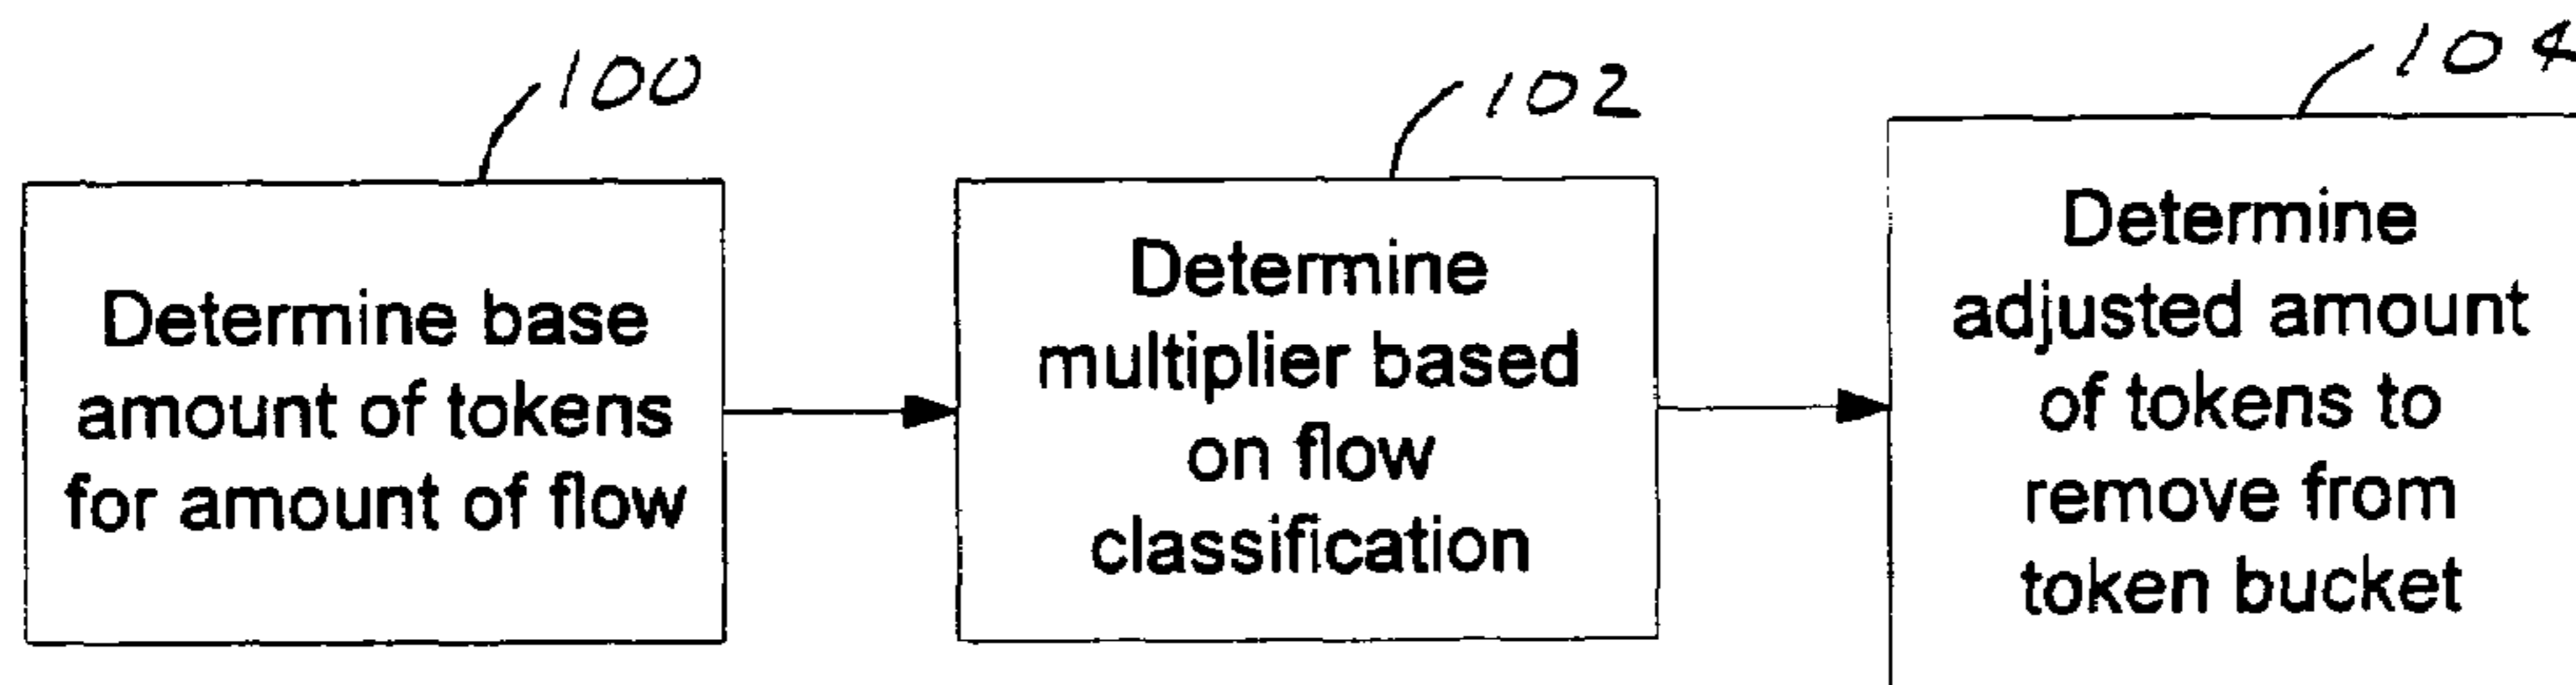 100
102
104
Determine base
amount of tokens
for amount of flow
Determine
multiplier based
on flow
classification
Determine
adjusted amount
of tokens to
remove from
token bucket